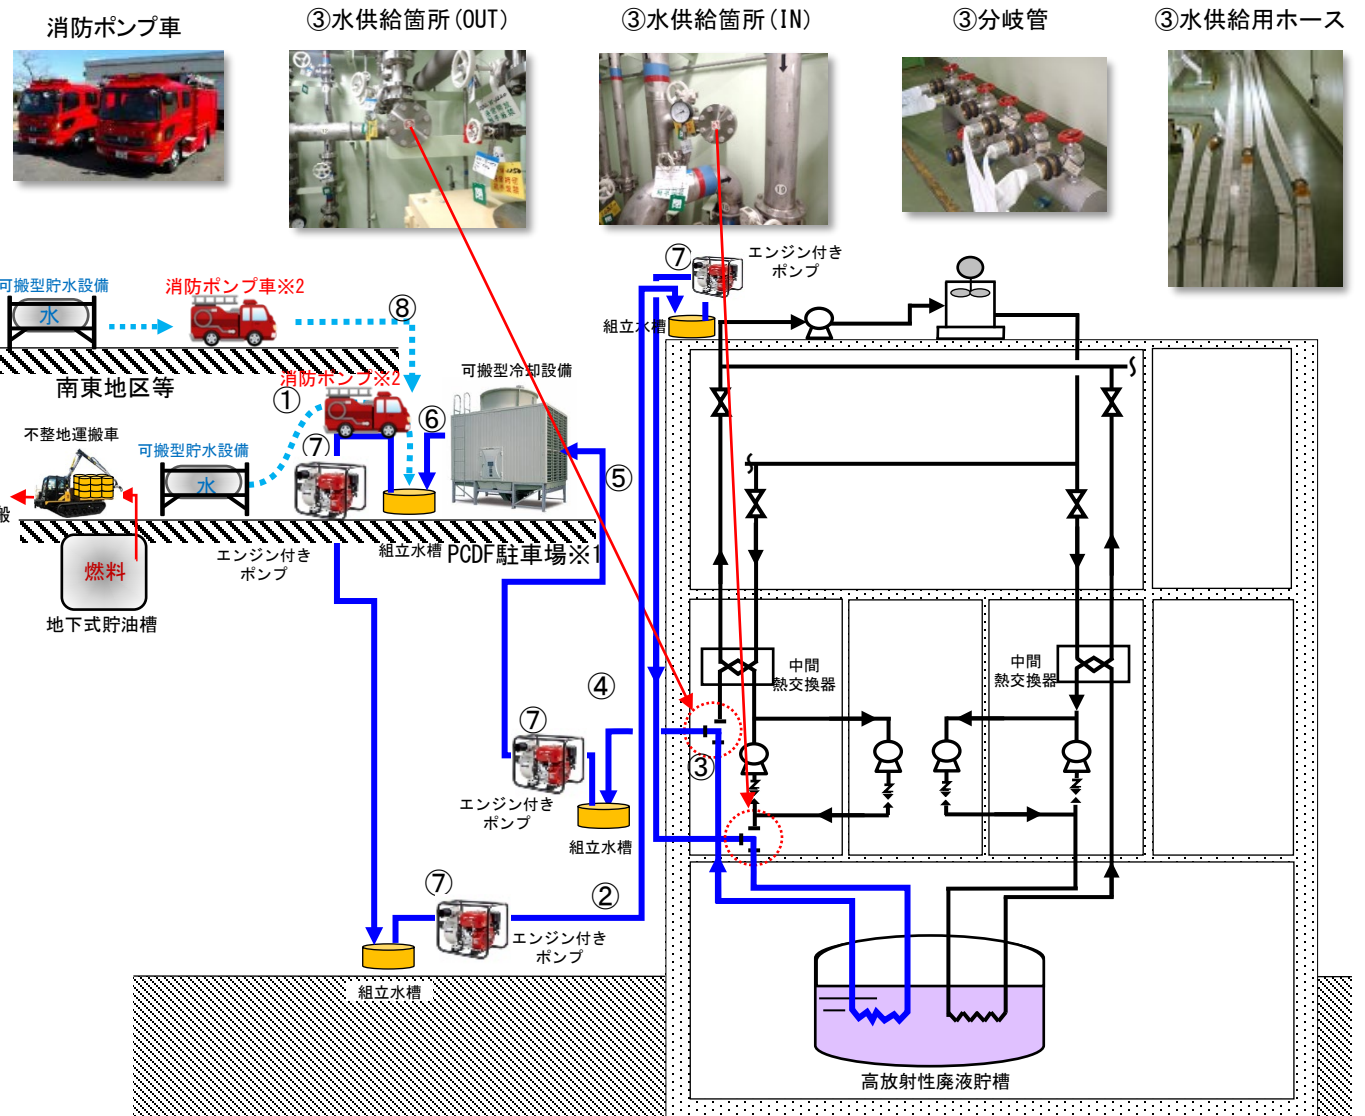 消防ポンプ車
③水供給箇所(OUT)
③水供給箇所(IN)
③分岐管
③水供給用ホース
⑦
エンジン付き
ポンプ
組立水槽
可搬型貯水設備
水
消防ポンプ車※2
⑧
南東地区等
①
消防ポンプ※2
可搬型冷却設備
⑥
不整地運搬車
可搬型貯水設備
水
⑦
⑤
般
燃料
地下式貯油槽
エンジン付き
ポンプ
組立水槽
PCDF駐車場※1
中間
熱交換器
中間
熱交換器
④
③
⑦
エンジン付き
ポンプ
組立水槽
⑦
②
エンジン付き
ポンプ
組立水槽
高放射性廃液貯槽